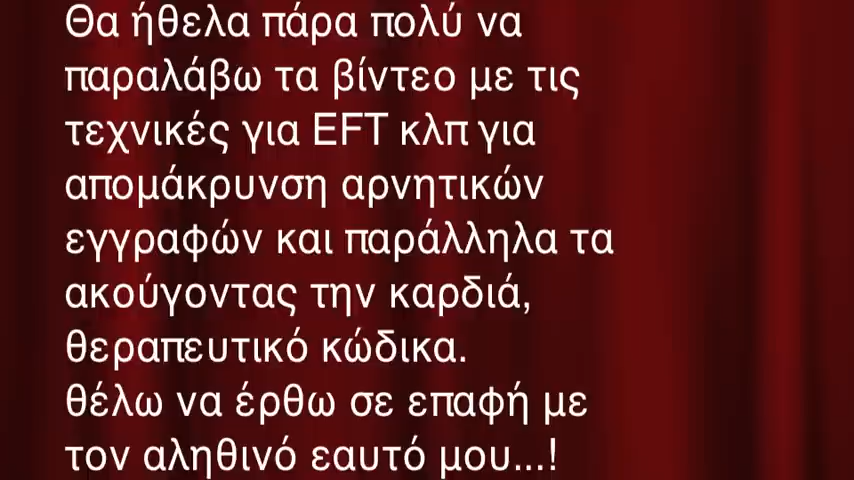 Θα ήθελα πάρα πολύ να
παραλάβω τα βίντεο με τις
τεχνικές για EFT κλπ για
απομάκρυνση αρνητικών
εγγραφών και παράλληλα τα
ακούγοντας την καρδιά,
θεραπευτικό κώδικα.
θέλω να έρθω σε επαφή με
τον αληθινό εαυτό μου...!